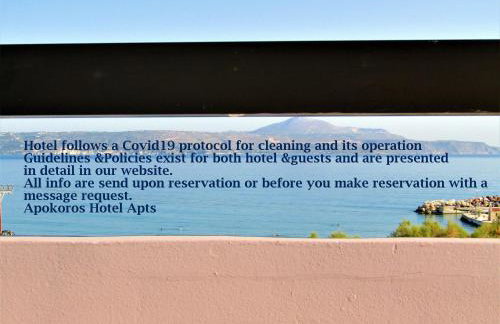 Hotel follows a Covid19 protocol for cleaning and its operation
Guidelines &Policies exist for both hotel &guests and are presented
in detail in our website.
All info are send upon reservation or before you make reservation with a
message request.
Apokoros Hotel Apts